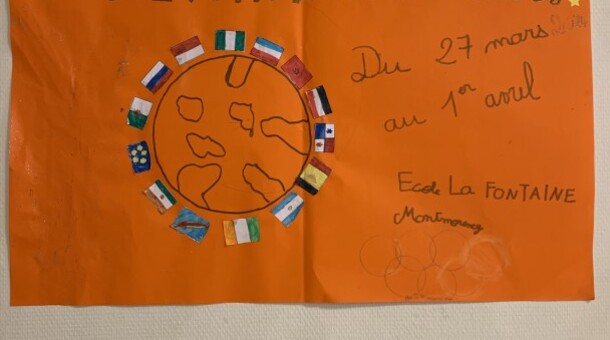 Du 27 mars
au 1er avril
Ecole La FONTAINE
Montmorency